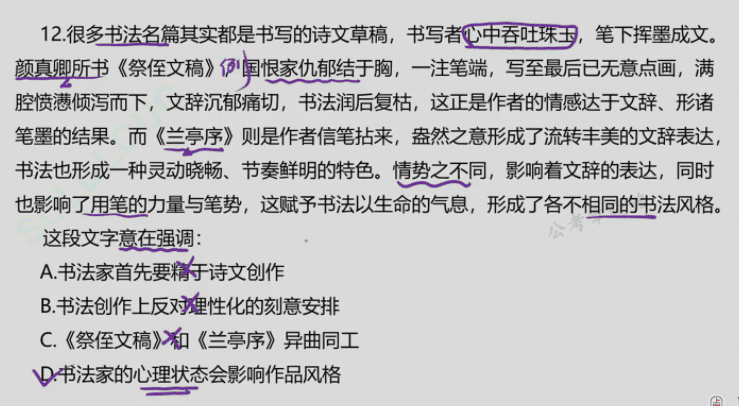 12.很多书法名篇其实都是书写的诗文草稿，书写者心中吞吐珠玉，笔下挥墨成文。
颜真卿所书《祭侄文稿》例国恨家仇郁结于胸，一注笔端，写至最后已无意点画，满
腔愤懑倾泻而下，文辞沉郁痛切，书法润后复枯，这正是作者的情感达于文辞、形诸
笔墨的结果。而《兰亭序》则是作者信笔拈来，盎然之意形成了流转丰美的文辞表达，
书法也形成一种灵动晓畅、节奏鲜明的特色。情势之不同，影响着文辞的表达，同时
也影响了用笔的力量与笔势，这赋予书法以生命的气息，形成了各不相同的书法风格。
这段文字意在强调：
A.书法家首先要精于诗文创作
B.书法创作上反对理性化的刻意安排
C.《祭侄文稿》和《兰亭序》异曲同工
D.书法家的心理状态会影响作品风格